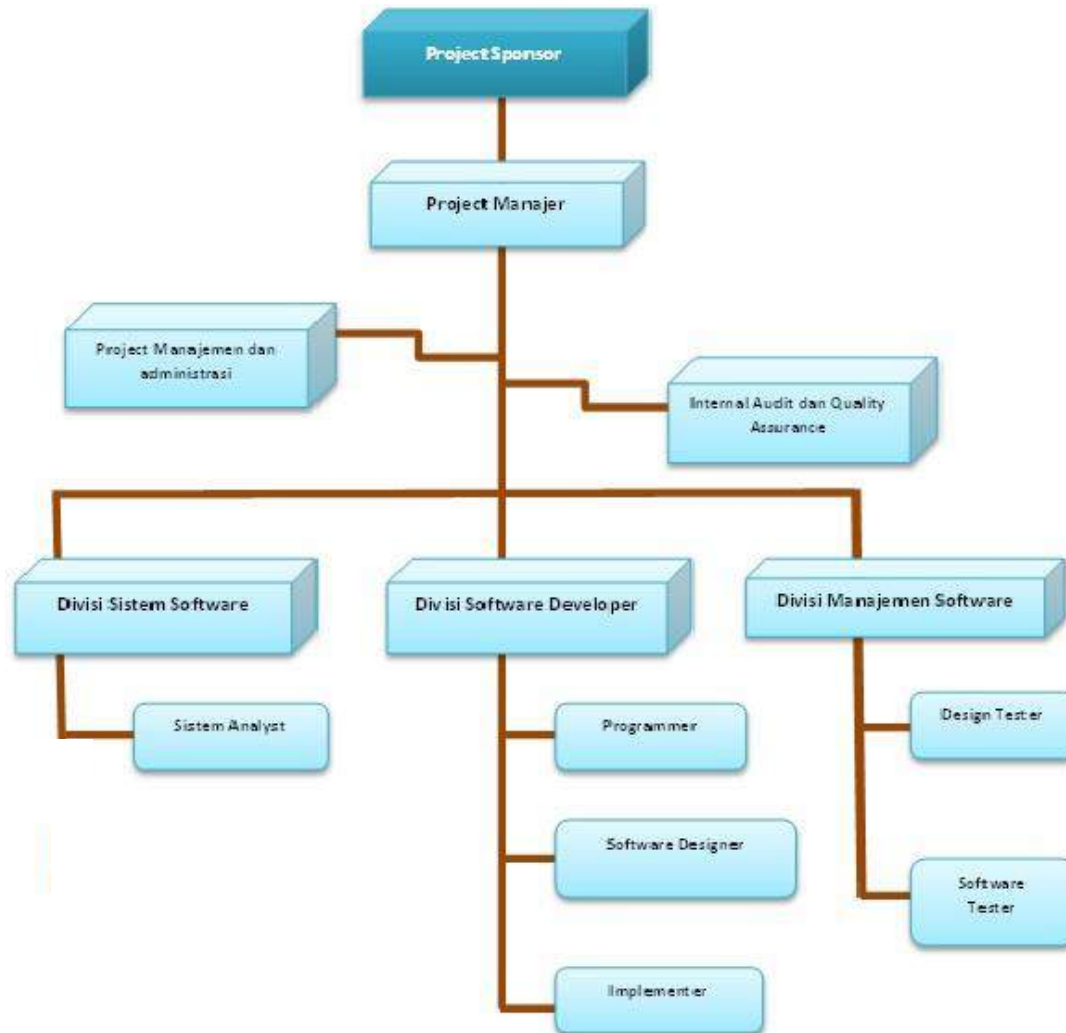 Project Sponsor
Project Manajer
Project Manajemen dan
administrasi
Internal Audit dan Quality
Assurance
Divisi Sistem Software
Divisi Software Developer
Divisi Manajemen Software
Sistem Analyst
Programmer
Design Tester
Software Designer
Software
Tester
Implementer